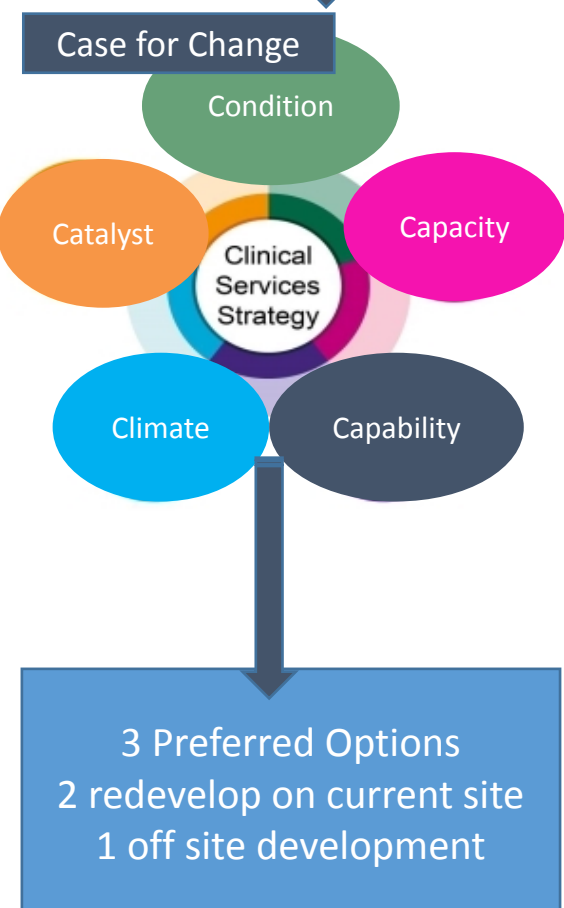 Case for Change
Condition
Catalyst
Capacity
Clinical
Services
Strategy
Climate
Capability
3 Preferred Options
2 redevelop on current site
1 off site development